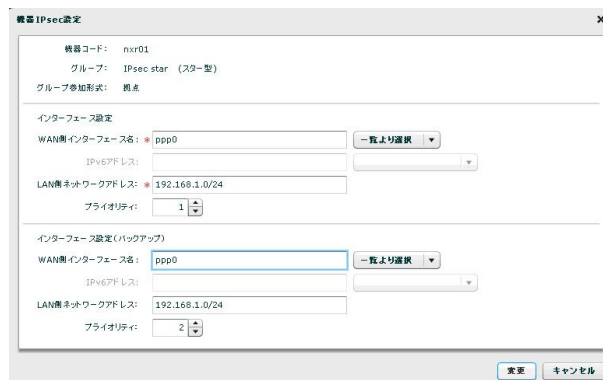 機器IPsec設定
機器コード： nxr01
グループ： IPsec star （スター型）
グループ参加形式： 拠点
インターフェース設定
WAN側インターフェース名： * ppp0 一覧より選択
IPv6アドレス：
LAN側ネットワークアドレス： * 192.168.1.0/24
プライオリティ： 1
インターフェース設定(バックアップ)
WAN側インターフェース名： ppp0 一覧より選択
IPv6アドレス：
LAN側ネットワークアドレス： 192.168.1.0/24
プライオリティ： 2
変更 キャンセル